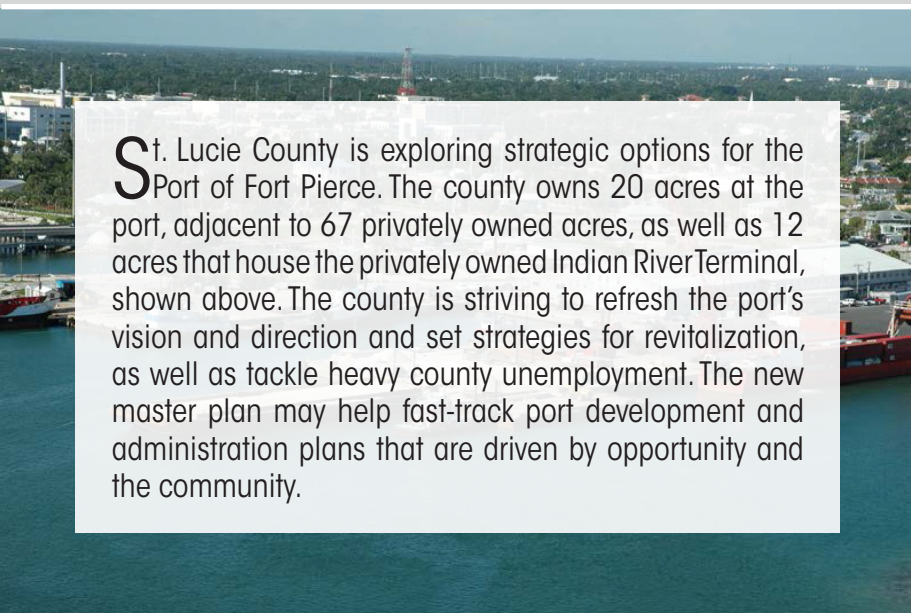 St. Lucie County is exploring strategic options for the
Port of Fort Pierce. The county owns 20 acres at the
port, adjacent to 67 privately owned acres, as well as 12
acres that house the privately owned Indian River Terminal,
shown above. The county is striving to refresh the port’s
vision and direction and set strategies for revitalization,
as well as tackle heavy county unemployment. The new
master plan may help fast-track port development and
administration plans that are driven by opportunity and
the community.